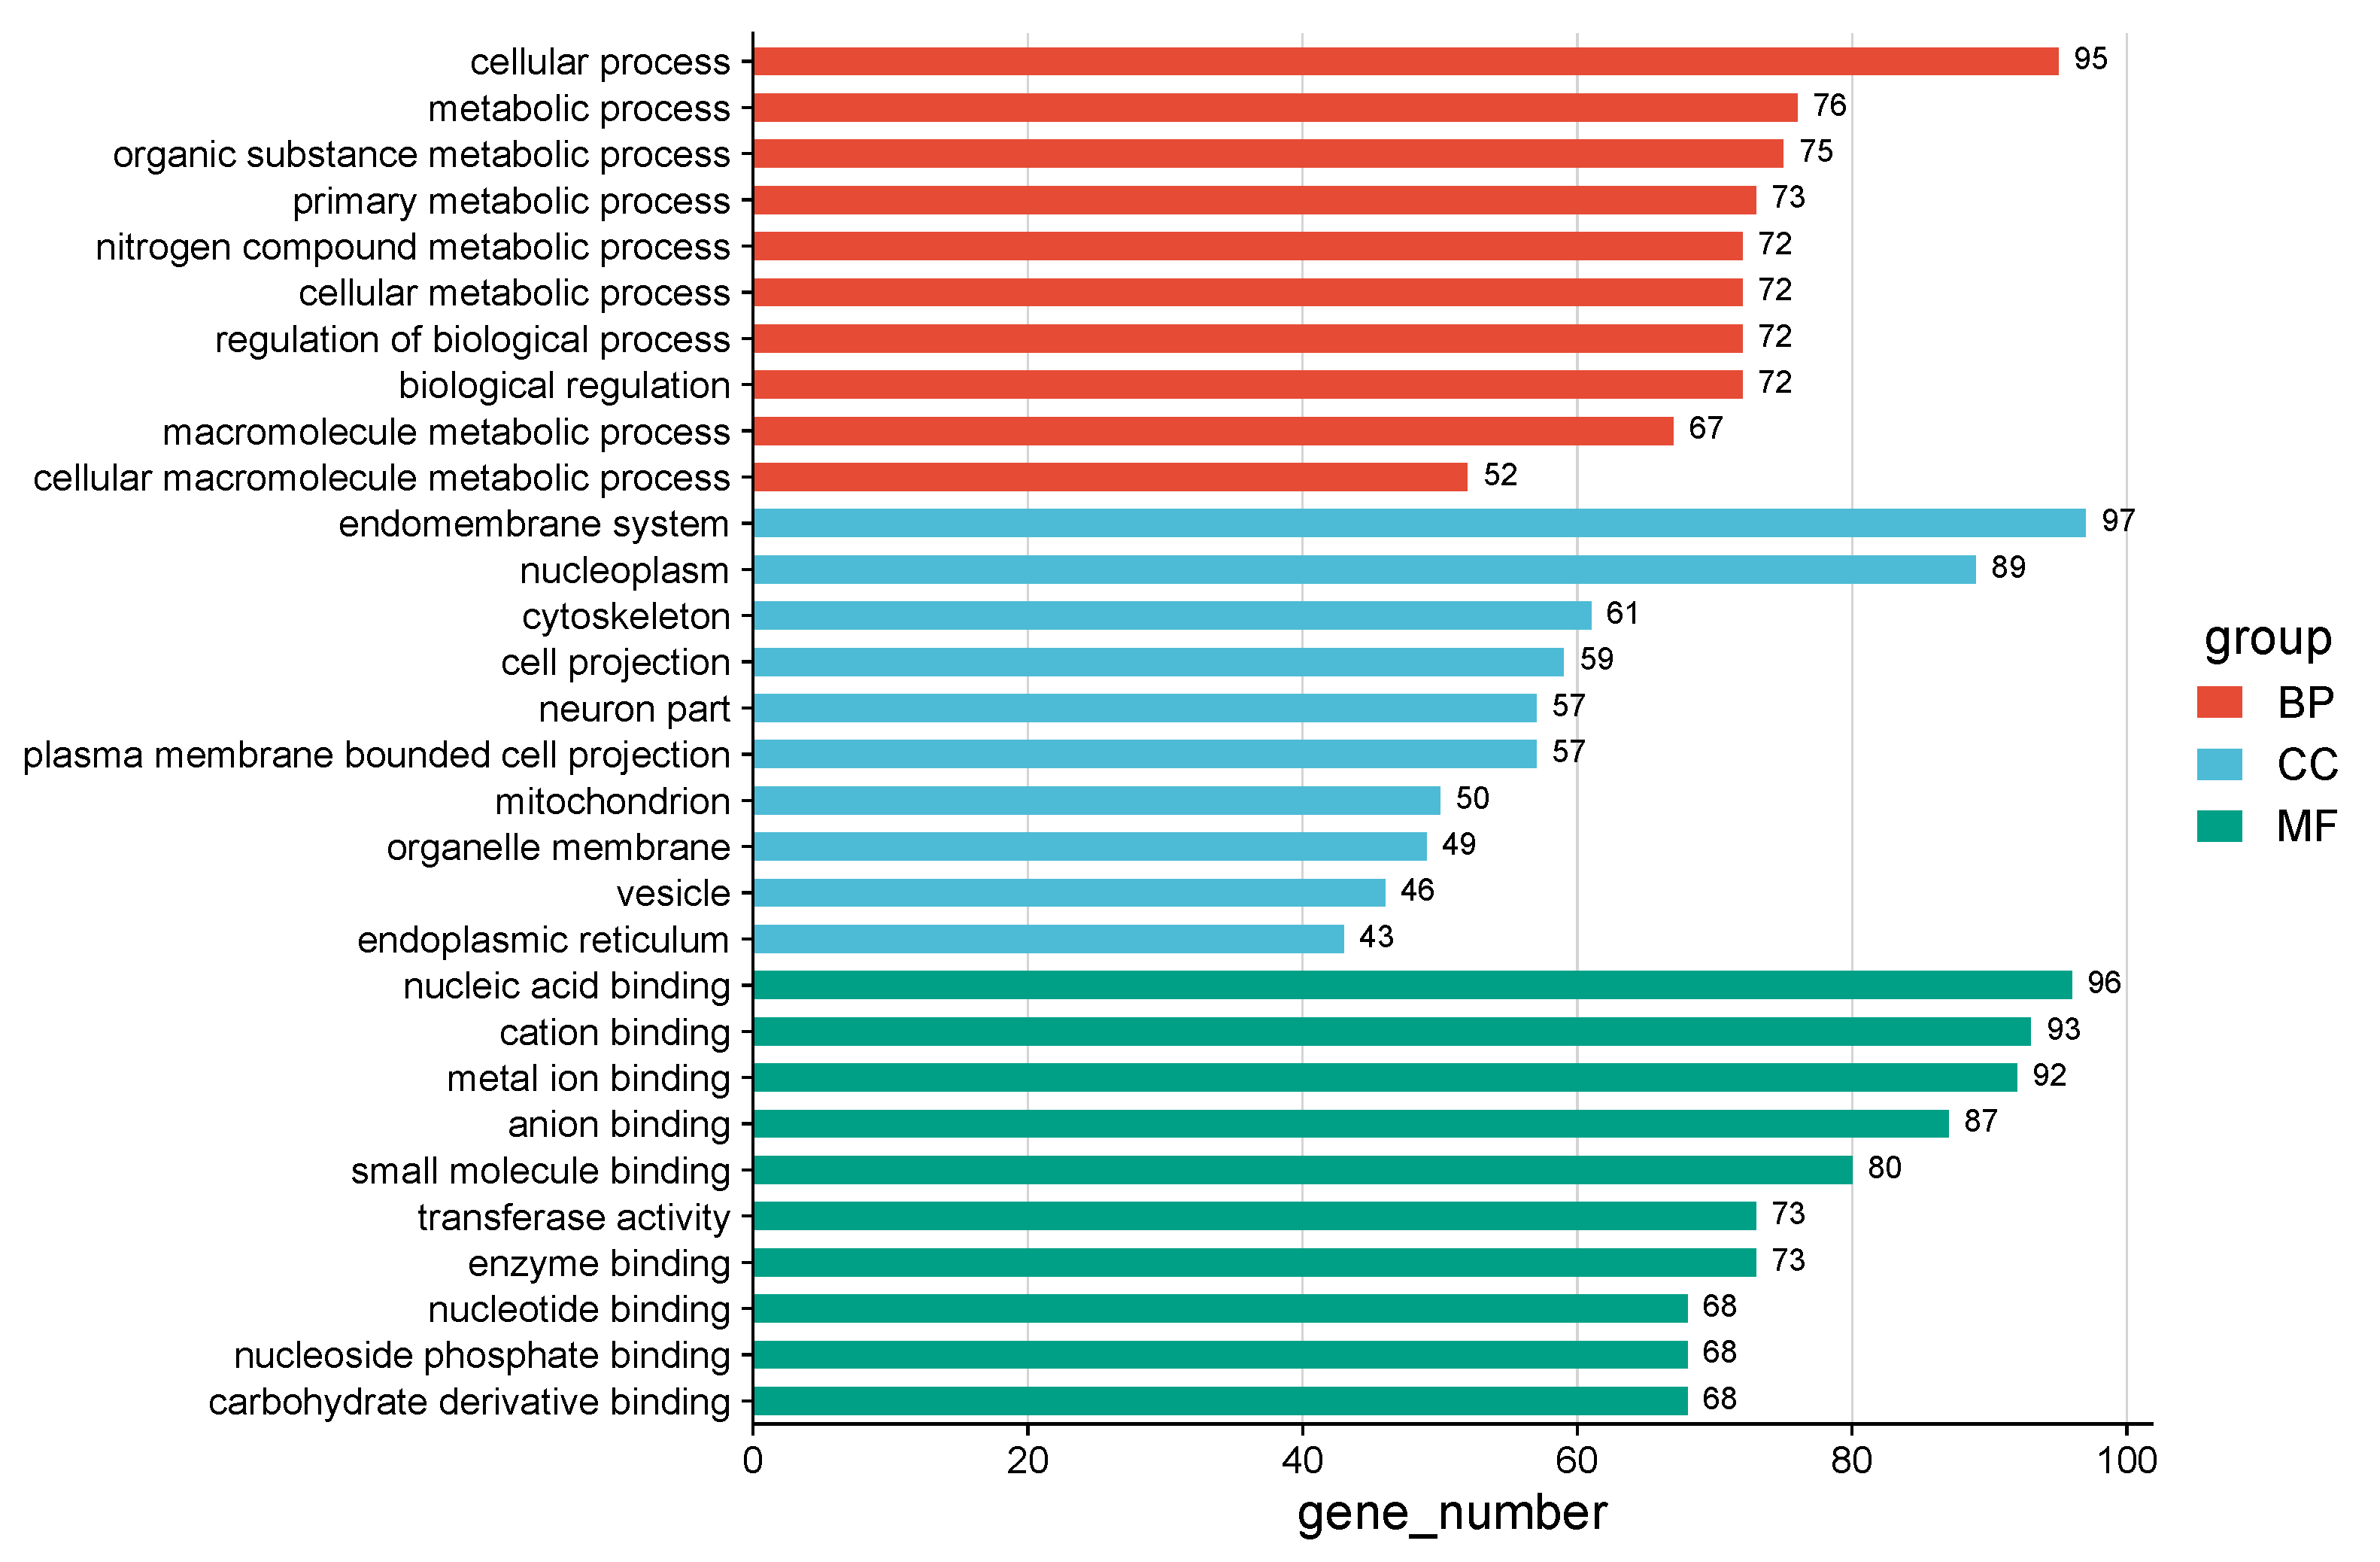 cellular process 95
metabolic process 76
organic substance metabolic process 75
primary metabolic process 73
nitrogen compound metabolic process 72
cellular metabolic process 72
regulation of biological process 72
biological regulation 72
macromolecule metabolic process 67
cellular macromolecule metabolic process 52
endomembrane system 97
nucleoplasm 89
cytoskeleton 61
cell projection 59
neuron part 57
plasma membrane bounded cell projection 57
mitochondrion 50
organelle membrane 49
vesicle 46
endoplasmic reticulum 43
nucleic acid binding 96
cation binding 93
metal ion binding 92
anion binding 87
small molecule binding 80
transferase activity 73
enzyme binding 73
nucleotide binding 68
nucleoside phosphate binding 68
carbohydrate derivative binding 68
0 20 40 60 80 100
gene_number
group
BP
CC
MF